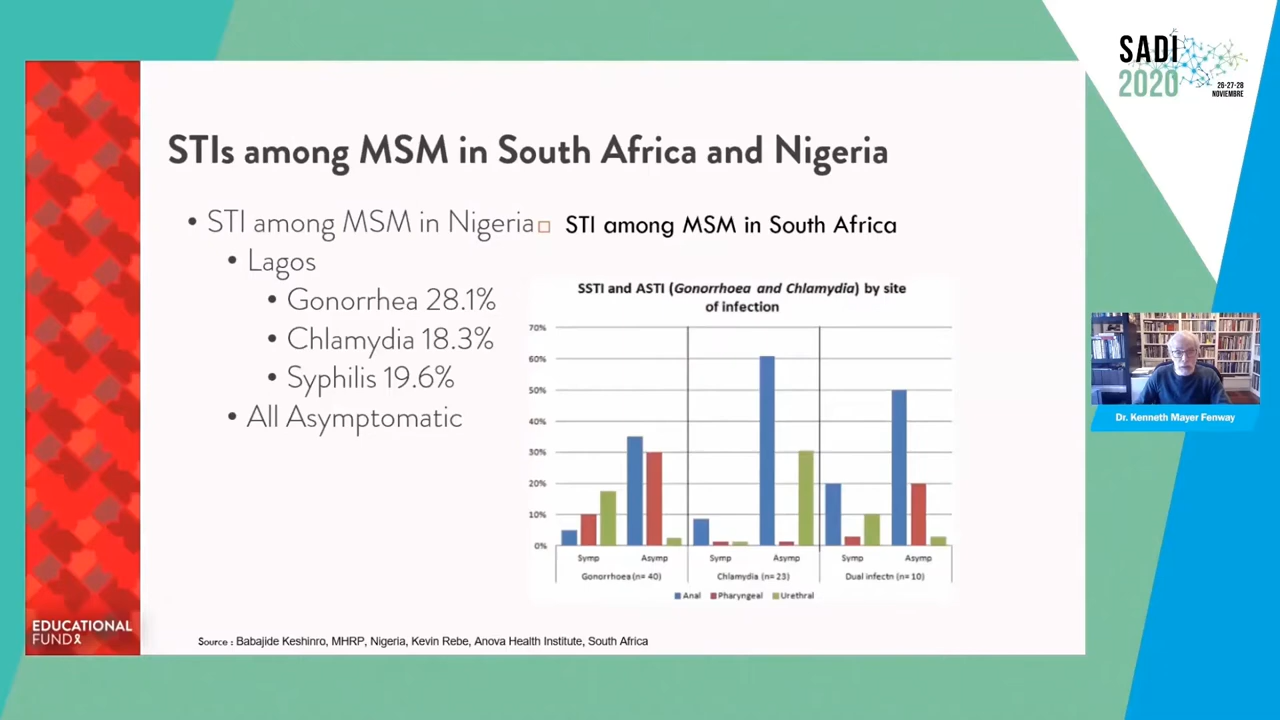 SADI
2020
26-27-28
NOVIEMBRE
STIs among MSM in South Africa and Nigeria
• STI among MSM in Nigeria
• Lagos
• Gonorrhea 28.1%
• Chlamydia 18.3%
• Syphilis 19.6%
• All Asymptomatic
STI among MSM in South Africa
SSTI and ASTI (Gonorrhoea and Chlamydia) by site
of infection
70%
60%
50%
40%
30%
20%
10%
0%
Symp Asymp Symp Asymp Symp Asymp
Gonorrhoea (n= 40) Chlamydia (n= 23) Dual infectn (n= 10)
Anal Pharyngeal Urethral
Dr. Kenneth Mayer Fenway
EDUCATIONAL
FUND
Source : Babajide Keshinro, MHRP, Nigeria, Kevin Rebe, Anova Health Institute, South Africa